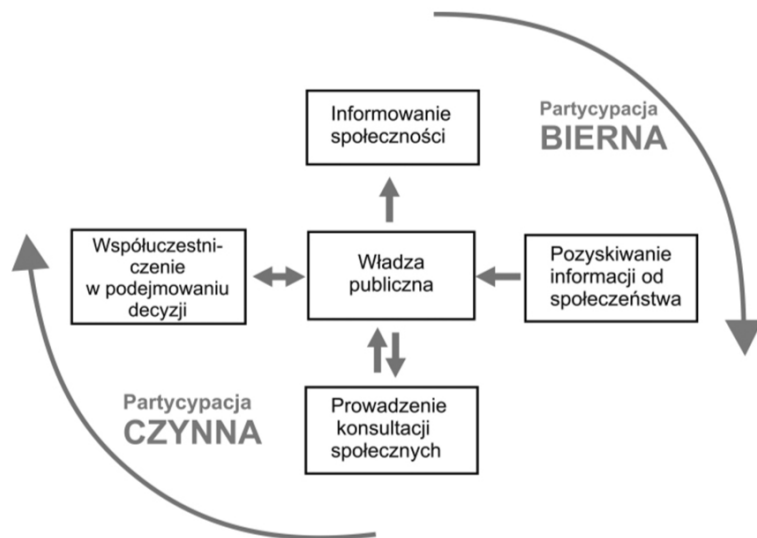 Informowanie
społeczności
Partycypacja
BIERNA
Współuczestni-
czenie
w podejmowaniu
decyzji
Władza
publiczna
Pozyskiwanie
informacji od
społeczeństwa
Partycypacja
CZYNNA
Prowadzenie
konsultacji
społecznych